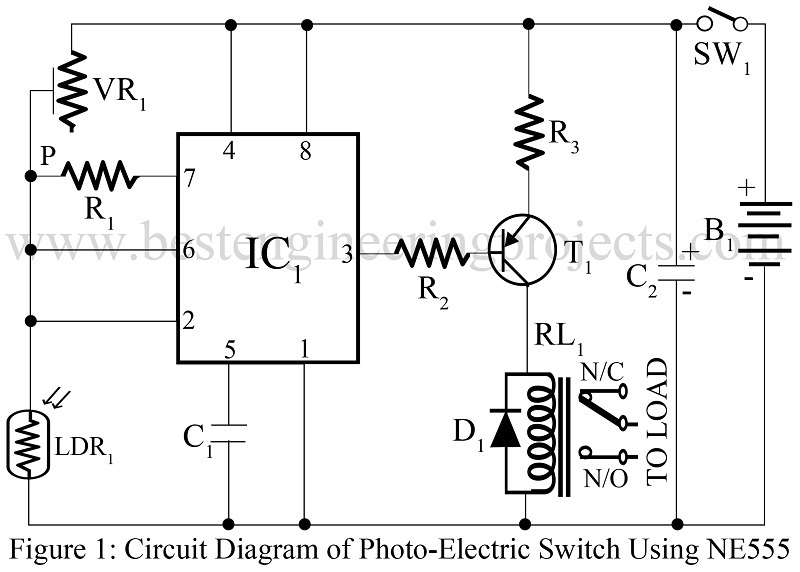 SW1
VR1
4
8
R3
P
R1
7
B1
+
www.bestengineeringprojects.com
6
IC1
3
T1
R2
C2
+
-
-
2
5
1
RL1
N/C
C1
D1
TO LOAD
LDR1
N/O
Figure 1: Circuit Diagram of Photo-Electric Switch Using NE555